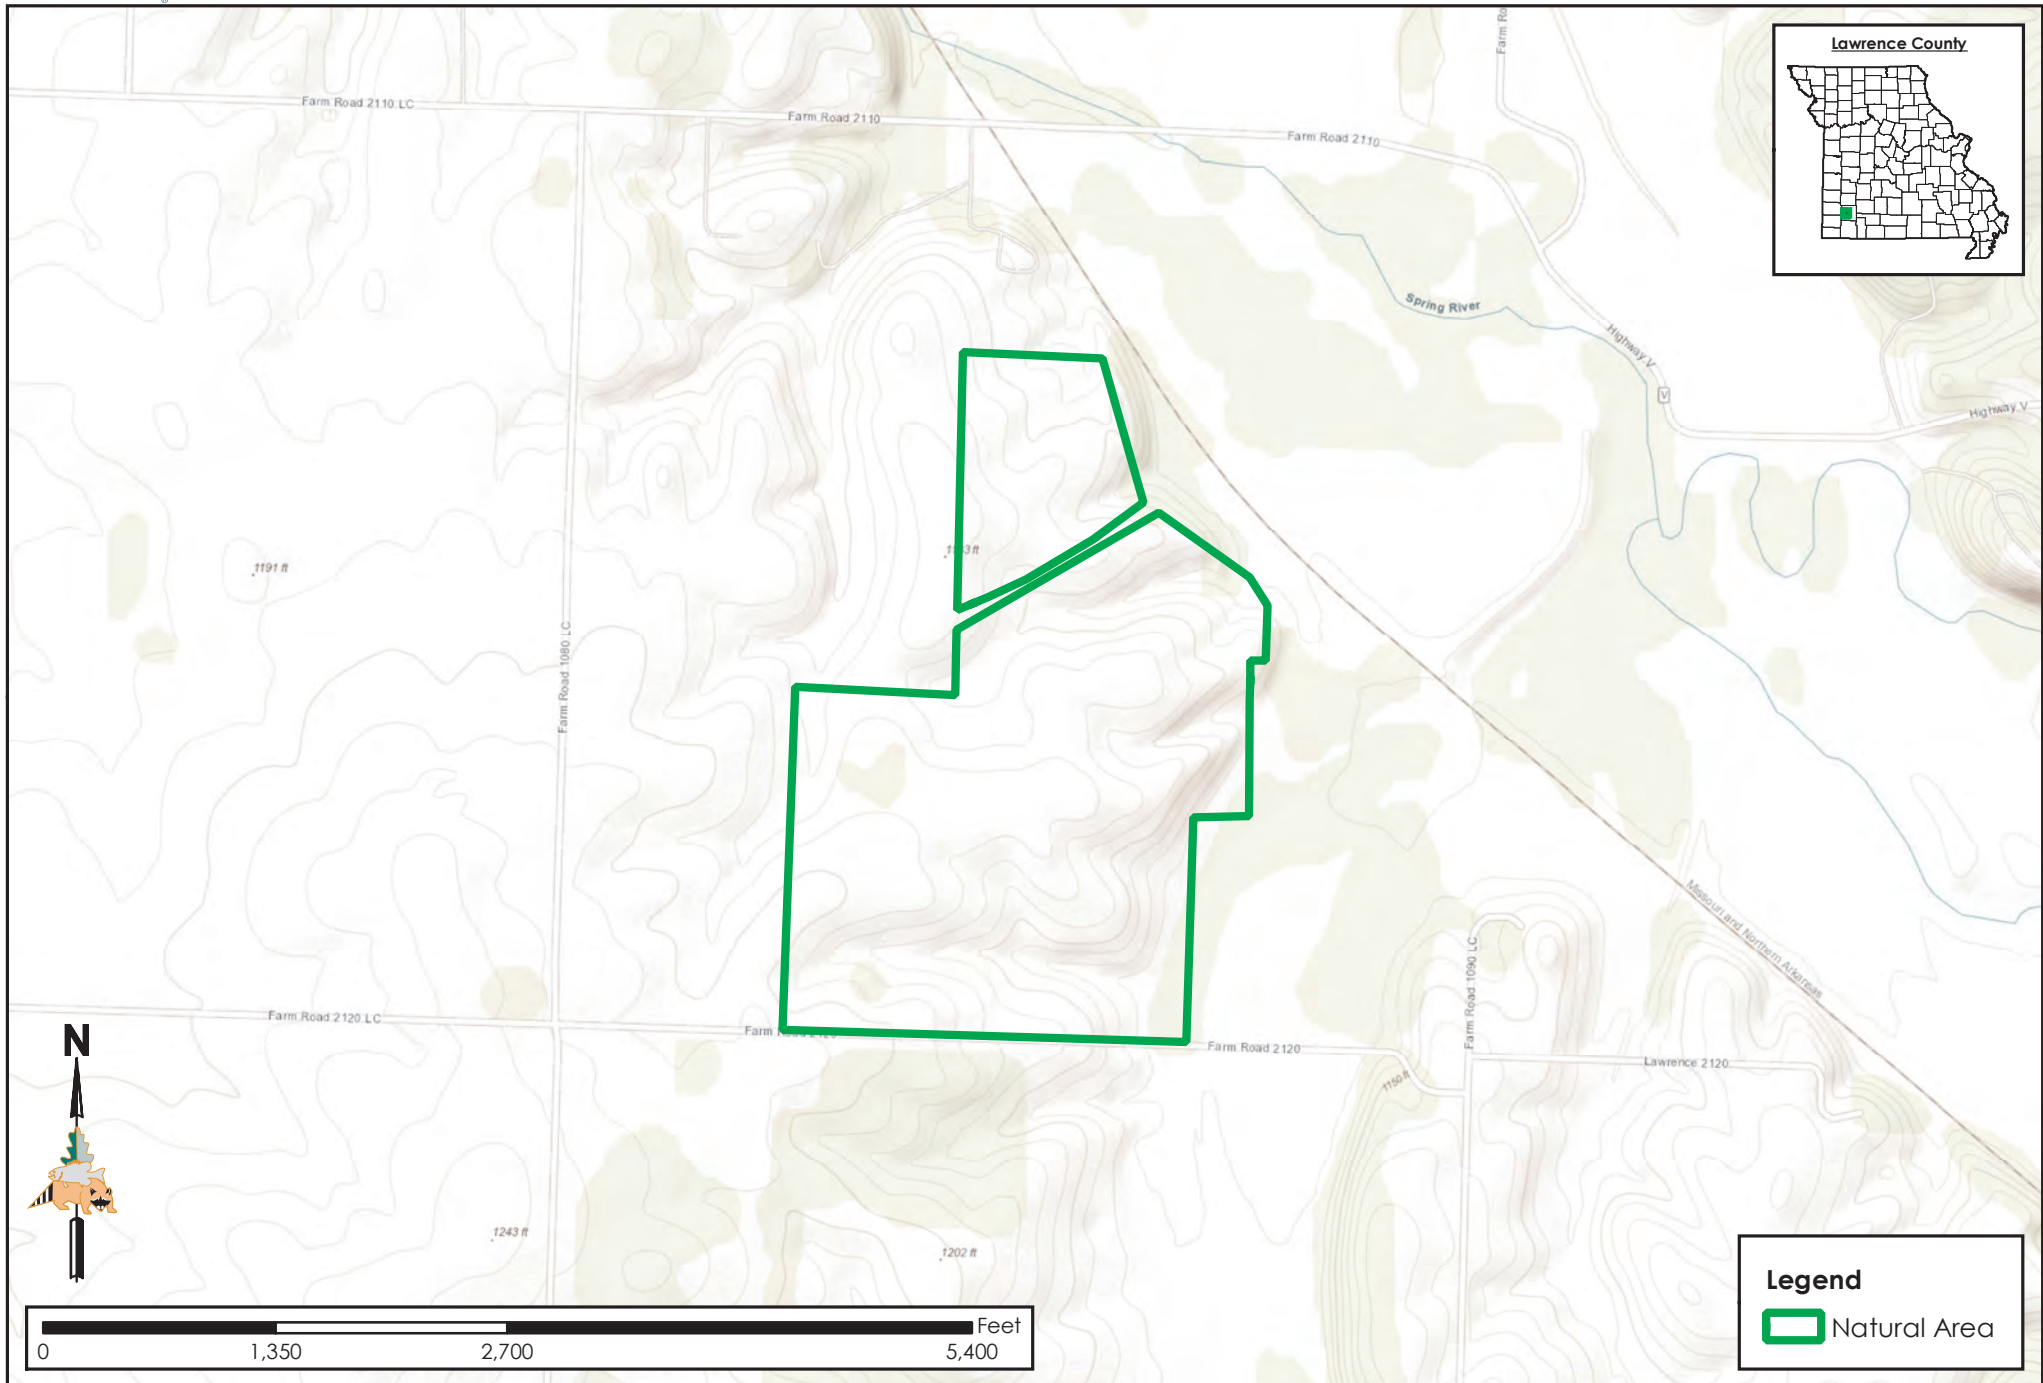 Lawrence County
Farm Road 2110 LC
Farm Road 2110
Farm Road 2110
Spring River
Highway V
V
Highway V
1191 ft
Farm Road 1080 LC
Missouri and Northern Arkansas
Farm Road 1090 LC
Farm Road 2120 LC
Farm Road 2120
Lawrence 2120
1150 ft
N
1243 ft
1202 ft
Legend
Natural Area
Feet
0 1,350 2,700 5,400